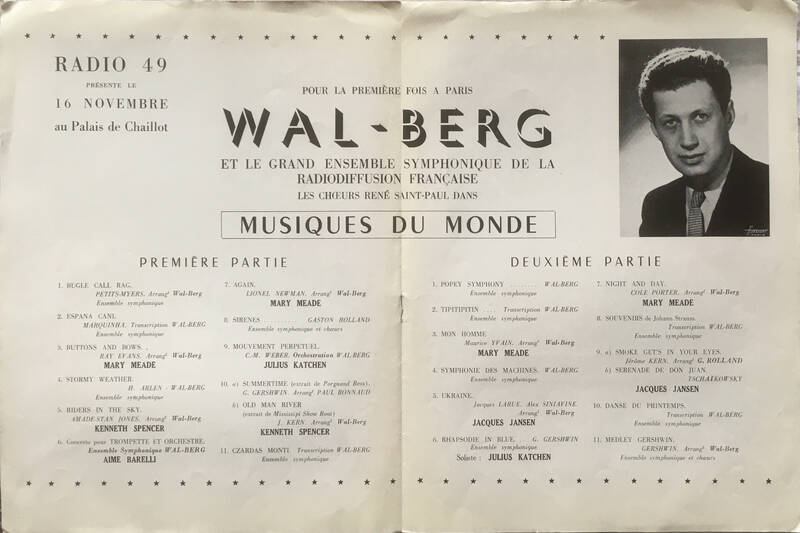 RADIO 49
PRÉSENTE LE
16 NOVEMBRE
au Palais de Chaillot
POUR LA PREMIÈRE FOIS A PARIS
WAL-BERG
ET LE GRAND ENSEMBLE SYMPHONIQUE DE LA
RADIODIFFUSION FRANÇAISE
LES CHŒURS RENÉ SAINT-PAUL DANS
MUSIQUES DU MONDE
PREMIÈRE PARTIE
1. BUGLE CALL RAG.
PETITS-MYERS. Arrangt Wal-Berg
Ensemble symphonique
2. ESPANA CANI.
MARQUINHA. Transcription WAL-BERG
Ensemble symphonique
3. BUTTONS AND BOWS.
RAY EVANS. Arrangt Wal-Berg
MARY MEADE
4. STORMY WEATHER.
H. ARLEN - WAL-BERG
Ensemble symphonique
5. RIDERS IN THE SKY.
AMADE-STAN JONES. Arrangt Wal-Berg
KENNETH SPENCER
6. Concerto pour TROMPETTE ET ORCHESTRE.
Ensemble Symphonique WAL-BERG
AIME BARELLI
7. AGAIN.
LIONEL NEWMAN. Arrangt Wal-Berg
MARY MEADE
8. SIRENES ........ GASTON ROLLAND
Ensemble symphonique et chœurs
9. MOUVEMENT PERPETUEL.
C.-M. WEBER. Orchestration WAL-BERG
JULIUS KATCHEN
10. a) SUMMERTIME (extrait de Porgnand Bess).
G. GERSHWIN. Arrangt PAUL BONNAUD
b) OLD MAN RIVER
(extrait de Mississipi Show Boat)
J. KERN. Arrangt Wal-Berg
KENNETH SPENCER
11. CZARDAS MONTI. Transcription WAL-BERG
Ensemble symphonique
DEUXIÈME PARTIE
1. POPEY SYMPHONY ........ WAL-BERG
Ensemble symphonique
2. TIPITIPITIN .... Transcription WAL-BERG
Ensemble symphonique
3. MON HOMME
Maurice YVAIN. Arrangt Wal-Berg
MARY MEADE
4. SYMPHONIE DES MACHINES. WAL-BERG
Ensemble symphonique
5. UKRAINE.
Jacques LARUE. Alex SINIAVINE.
Arrangt Wal-Berg
JACQUES JANSEN
6. RHAPSODIE IN BLUE. . G. GERSHWIN
Ensemble symphonique
Soliste : JULIUS KATCHEN
7. NIGHT AND DAY.
COLE PORTER. Arrangt Wal-Berg
MARY MEADE
8. SOUVENIRS de Johann Strauss.
Transcription WAL-BERG
Ensemble symphonique
9. a) SMOKE GET'S IN YOUR EYES.
Jérôme KERN. Arrangt G. ROLLAND
b) SERENADE DE DON JUAN.
TSCHAIKOWSKY
JACQUES JANSEN
10. DANSE DU PRINTEMPS.
Transcription WAL-BERG
Ensemble symphonique
11. MEDLEY GERSHWIN.
GERSHWIN. Arrangt Wal-Berg
Ensemble symphonique et chœurs